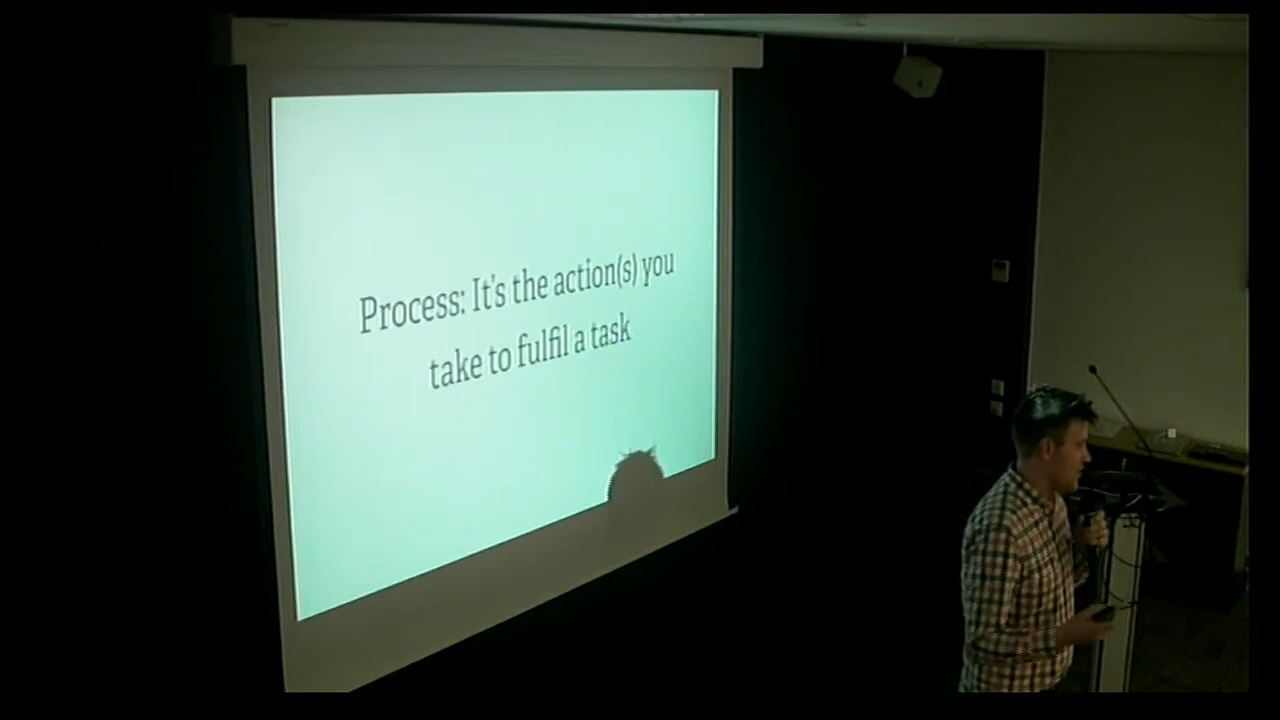 Process: It's the action(s) you
take to fulfil a task